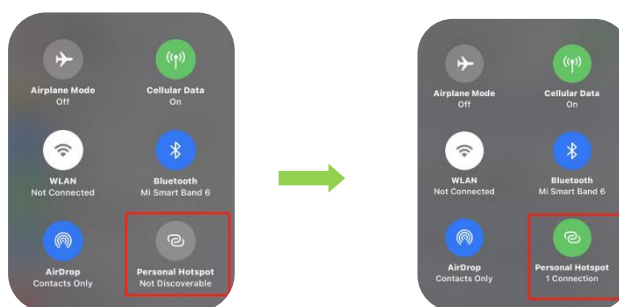 Airplane Mode
Off
Cellular Data
On
WLAN
Not Connected
Bluetooth
Mi Smart Band 6
AirDrop
Contacts Only
Personal Hotspot
Not Discoverable
Airplane Mode
Off
Cellular Data
On
WLAN
Not Connected
Bluetooth
Mi Smart Band 6
AirDrop
Contacts Only
Personal Hotspot
1 Connection